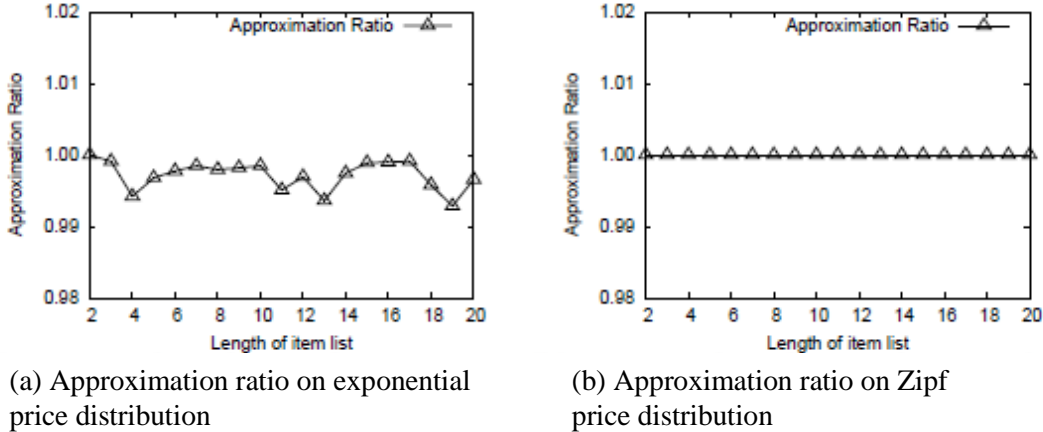 1.02
Approximation Ratio
1.01
1.00
0.99
0.98
Approximation Ratio
2 4 6 8 10 12 14 16 18 20
Length of item list
(a) Approximation ratio on exponential
price distribution
1.02
Approximation Ratio
1.01
1.00
0.99
0.98
Approximation Ratio
2 4 6 8 10 12 14 16 18 20
Length of item list
(b) Approximation ratio on Zipf
price distribution